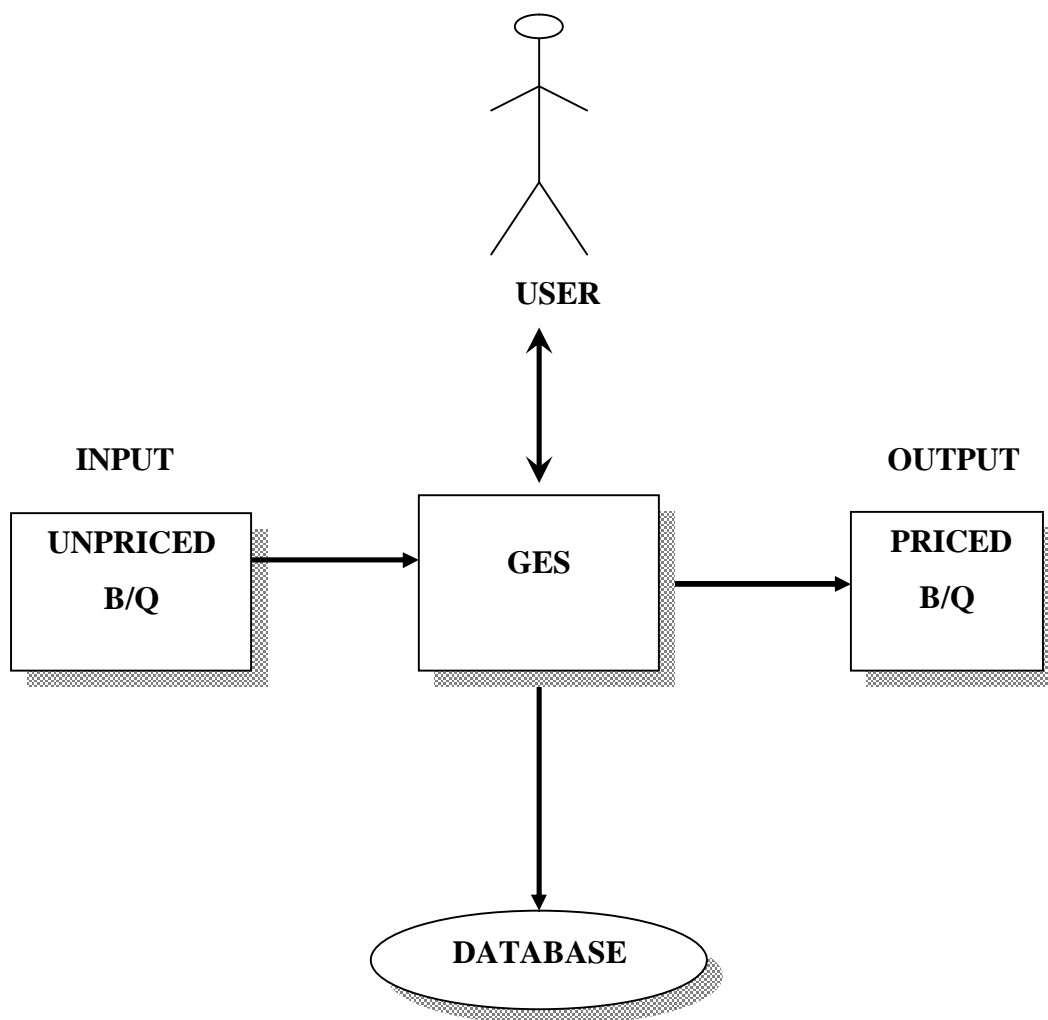 USER
INPUT
OUTPUT
UNPRICED
B/Q
GES
PRICED
B/Q
DATABASE